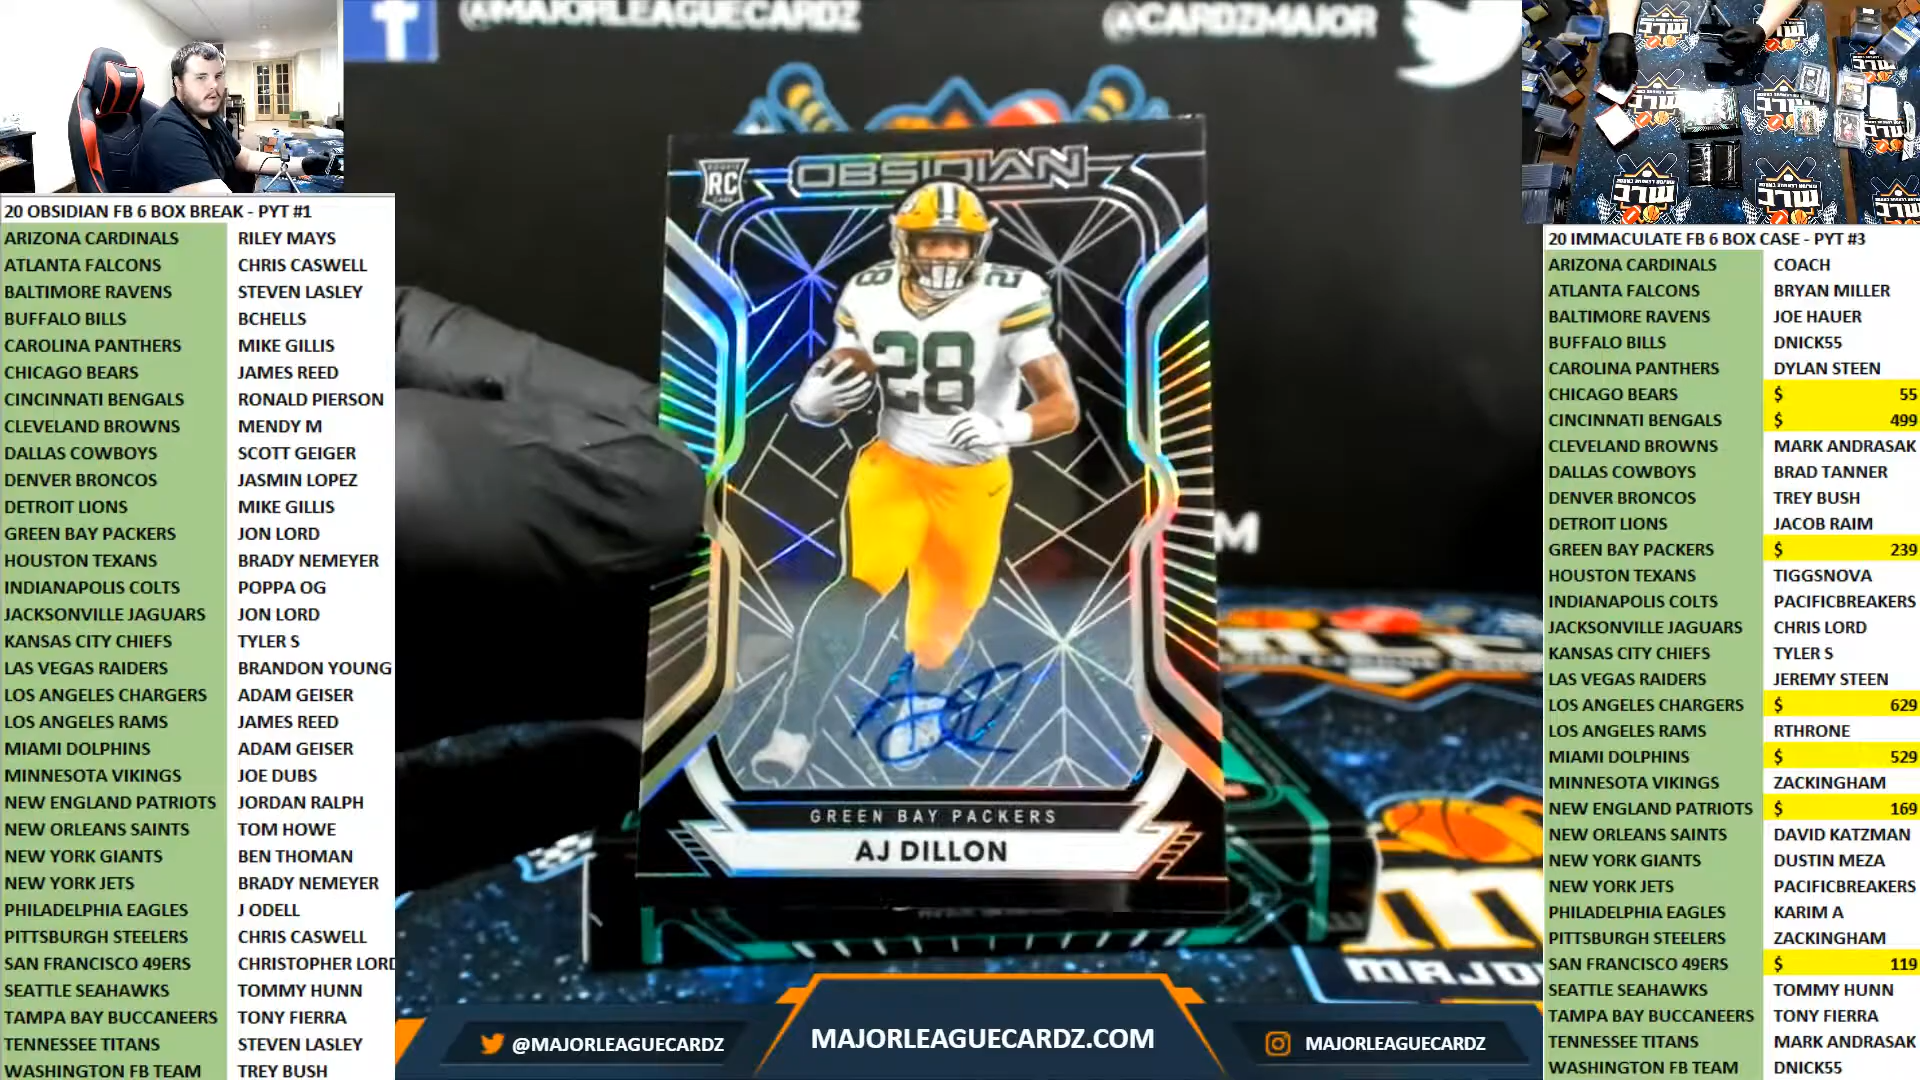 @MAJORLEAGUECARDZ
@CARDZMAJOR
20 OBSIDIAN FB 6 BOX BREAK - PYT #1
ARIZONA CARDINALS RILEY MAYS
ATLANTA FALCONS CHRIS CASWELL
BALTIMORE RAVENS STEVEN LASLEY
BUFFALO BILLS BCHELLS
CAROLINA PANTHERS MIKE GILLIS
CHICAGO BEARS JAMES REED
CINCINNATI BENGALS RONALD PIERSON
CLEVELAND BROWNS MENDY M
DALLAS COWBOYS SCOTT GEIGER
DENVER BRONCOS JASMIN LOPEZ
DETROIT LIONS MIKE GILLIS
GREEN BAY PACKERS JON LORD
HOUSTON TEXANS BRADY NEMEYER
INDIANAPOLIS COLTS POPPA OG
JACKSONVILLE JAGUARS JON LORD
KANSAS CITY CHIEFS TYLER S
LAS VEGAS RAIDERS BRANDON YOUNG
LOS ANGELES CHARGERS ADAM GEISER
LOS ANGELES RAMS JAMES REED
MIAMI DOLPHINS ADAM GEISER
MINNESOTA VIKINGS JOE DUBS
NEW ENGLAND PATRIOTS JORDAN RALPH
NEW ORLEANS SAINTS TOM HOWE
NEW YORK GIANTS BEN THOMAN
NEW YORK JETS BRADY NEMEYER
PHILADELPHIA EAGLES J ODELL
PITTSBURGH STEELERS CHRIS CASWELL
SAN FRANCISCO 49ERS CHRISTOPHER LORD
SEATTLE SEAHAWKS TOMMY HUNN
TAMPA BAY BUCCANEERS TONY FIERRA
TENNESSEE TITANS STEVEN LASLEY
WASHINGTON FB TEAM TREY BUSH
RC
OBSIDIAN
28
28
28
GREEN BAY PACKERS
AJ DILLON
@MAJORLEAGUECARDZ
MAJORLEAGUECARDZ.COM
MAJORLEAGUECARDZ
20 IMMACULATE FB 6 BOX CASE - PYT #3
ARIZONA CARDINALS COACH
ATLANTA FALCONS BRYAN MILLER
BALTIMORE RAVENS JOE HAUER
BUFFALO BILLS DNICK55
CAROLINA PANTHERS DYLAN STEEN
CHICAGO BEARS $ 55
CINCINNATI BENGALS $ 499
CLEVELAND BROWNS MARK ANDRASAK
DALLAS COWBOYS BRAD TANNER
DENVER BRONCOS TREY BUSH
DETROIT LIONS JACOB RAIM
GREEN BAY PACKERS $ 239
HOUSTON TEXANS TIGGSNOVA
INDIANAPOLIS COLTS PACIFICBREAKERS
JACKSONVILLE JAGUARS CHRIS LORD
KANSAS CITY CHIEFS TYLER S
LAS VEGAS RAIDERS JEREMY STEEN
LOS ANGELES CHARGERS $ 629
LOS ANGELES RAMS RTHRONE
MIAMI DOLPHINS $ 529
MINNESOTA VIKINGS ZACKINGHAM
NEW ENGLAND PATRIOTS $ 169
NEW ORLEANS SAINTS DAVID KATZMAN
NEW YORK GIANTS DUSTIN MEZA
NEW YORK JETS PACIFICBREAKERS
PHILADELPHIA EAGLES KARIM A
PITTSBURGH STEELERS ZACKINGHAM
SAN FRANCISCO 49ERS $ 119
SEATTLE SEAHAWKS TOMMY HUNN
TAMPA BAY BUCCANEERS TONY FIERRA
TENNESSEE TITANS MARK ANDRASAK
WASHINGTON FB TEAM DNICK55